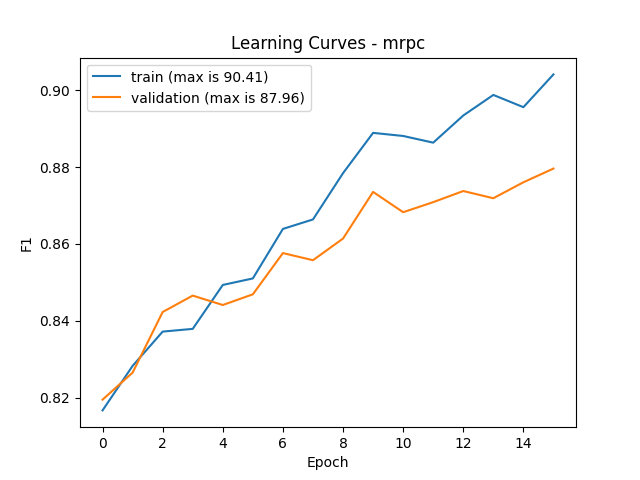 Learning Curves - mrpc
train (max is 90.41)
validation (max is 87.96)
0.90
0.88
0.86
0.84
0.82
F1
0 2 4 6 8 10 12 14
Epoch